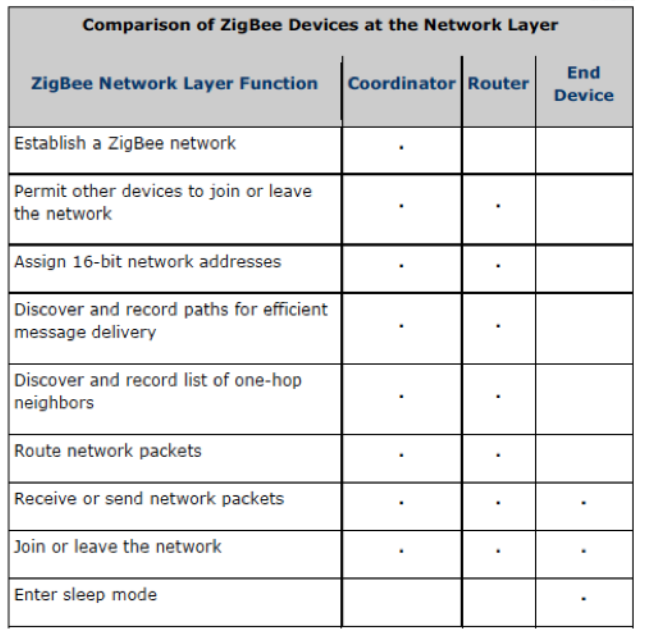 Comparison of ZigBee Devices at the Network Layer
ZigBee Network Layer Function Coordinator Router End Device
Establish a ZigBee network .
Permit other devices to join or leave
the network . .
Assign 16-bit network addresses . .
Discover and record paths for efficient
message delivery . .
Discover and record list of one-hop
neighbors . .
Route network packets . .
Receive or send network packets . . .
Join or leave the network . . .
Enter sleep mode .